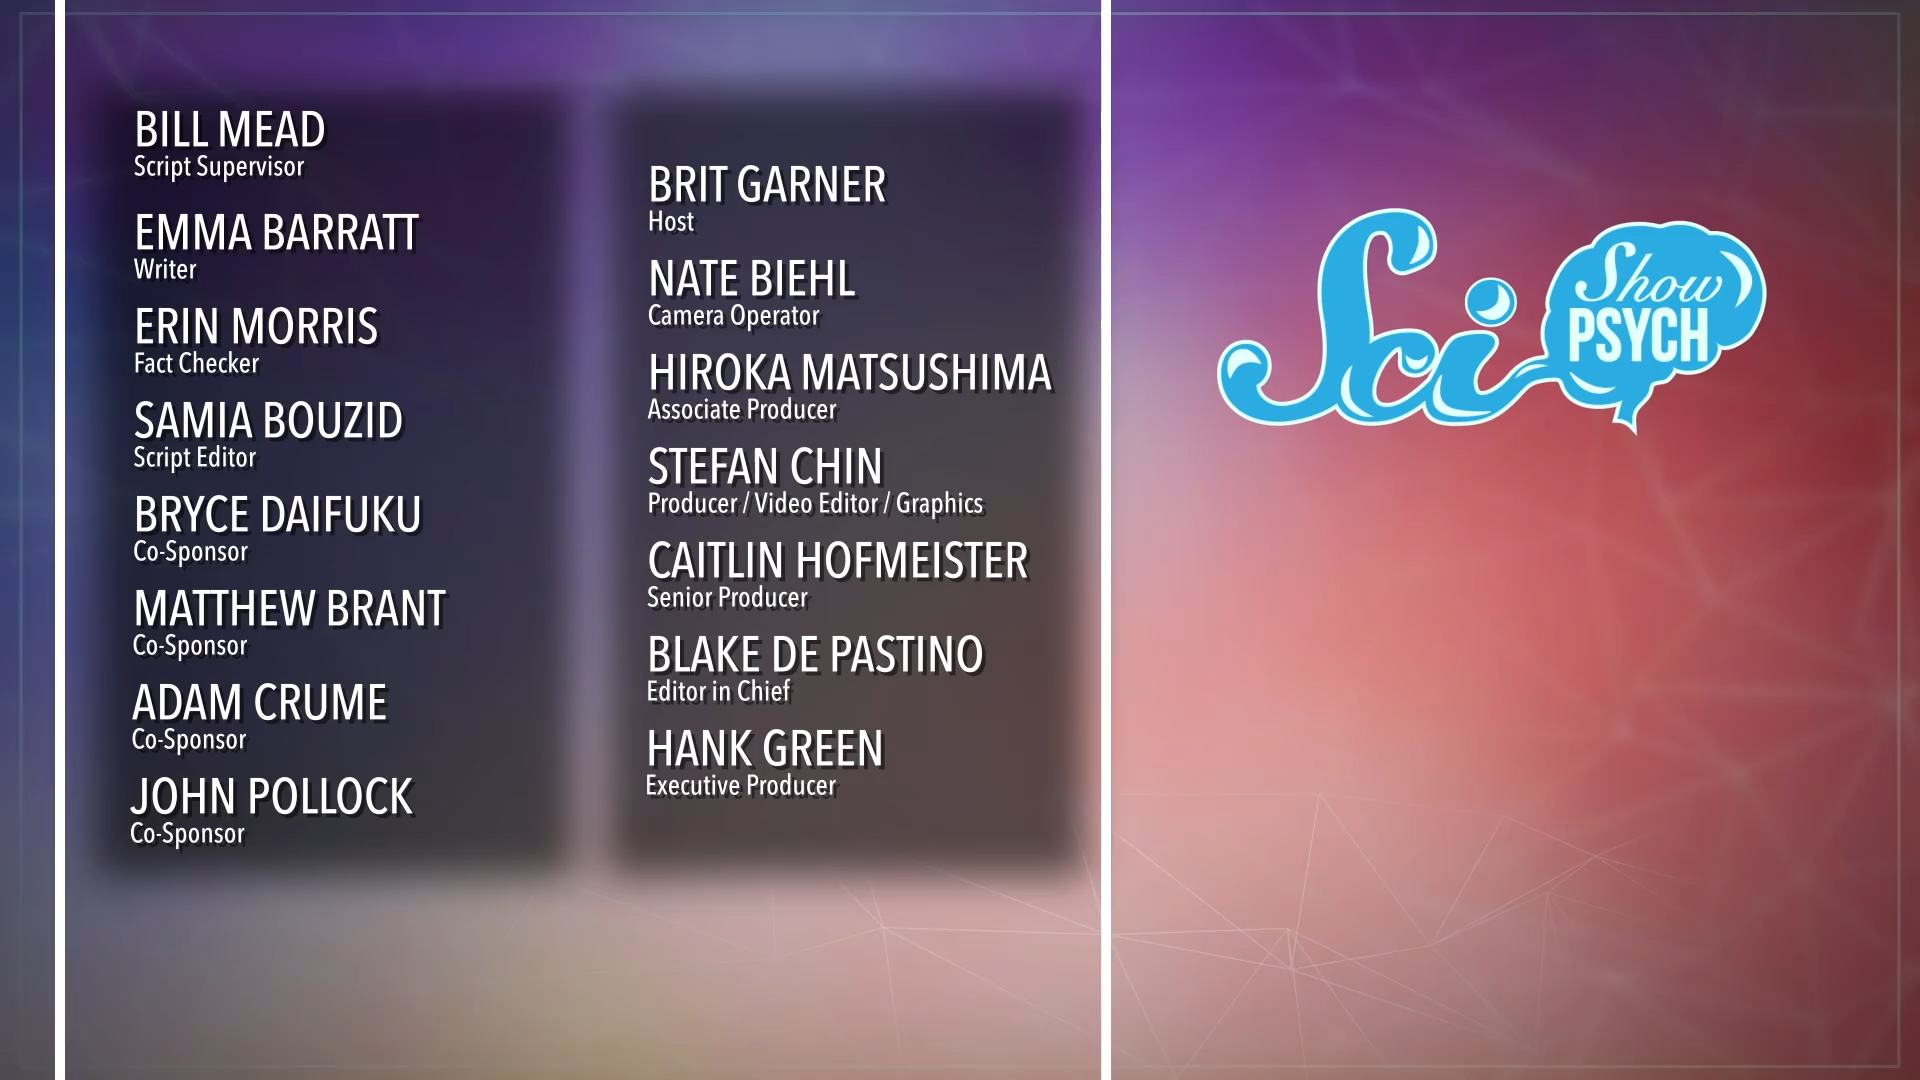 BILL MEAD
Script Supervisor
EMMA BARRATT
Writer
ERIN MORRIS
Fact Checker
SAMIA BOUZID
Script Editor
BRYCE DAIFUKU
Co-Sponsor
MATTHEW BRANT
Co-Sponsor
ADAM CRUME
Co-Sponsor
JOHN POLLOCK
Co-Sponsor
BRIT GARNER
Host
NATE BIEHL
Camera Operator
HIROKA MATSUSHIMA
Associate Producer
STEFAN CHIN
Producer / Video Editor / Graphics
CAITLIN HOFMEISTER
Senior Producer
BLAKE DE PASTINO
Editor in Chief
HANK GREEN
Executive Producer
Sci
Show
PSYCH